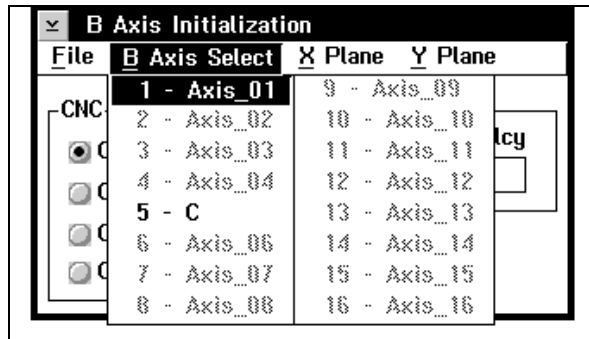 B Axis Initialization
File B Axis Select X Plane Y Plane
1 - Axis_01
2 - Axis_02
3 - Axis_03
4 - Axis_04
5 - C
6 - Axis_06
7 - Axis_07
8 - Axis_08
9 - Axis_09
10 - Axis_10
11 - Axis_11
12 - Axis_12
13 - Axis_13
14 - Axis_14
15 - Axis_15
16 - Axis_16
CNC